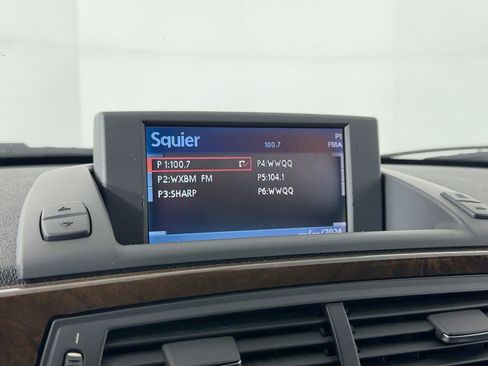 Squier 100.7 P1
FMA
P 1:100.7 P4:WWQQ
P2:WXBM FM P5:104.1
P3:SHARP P6:WWQQ
/2024